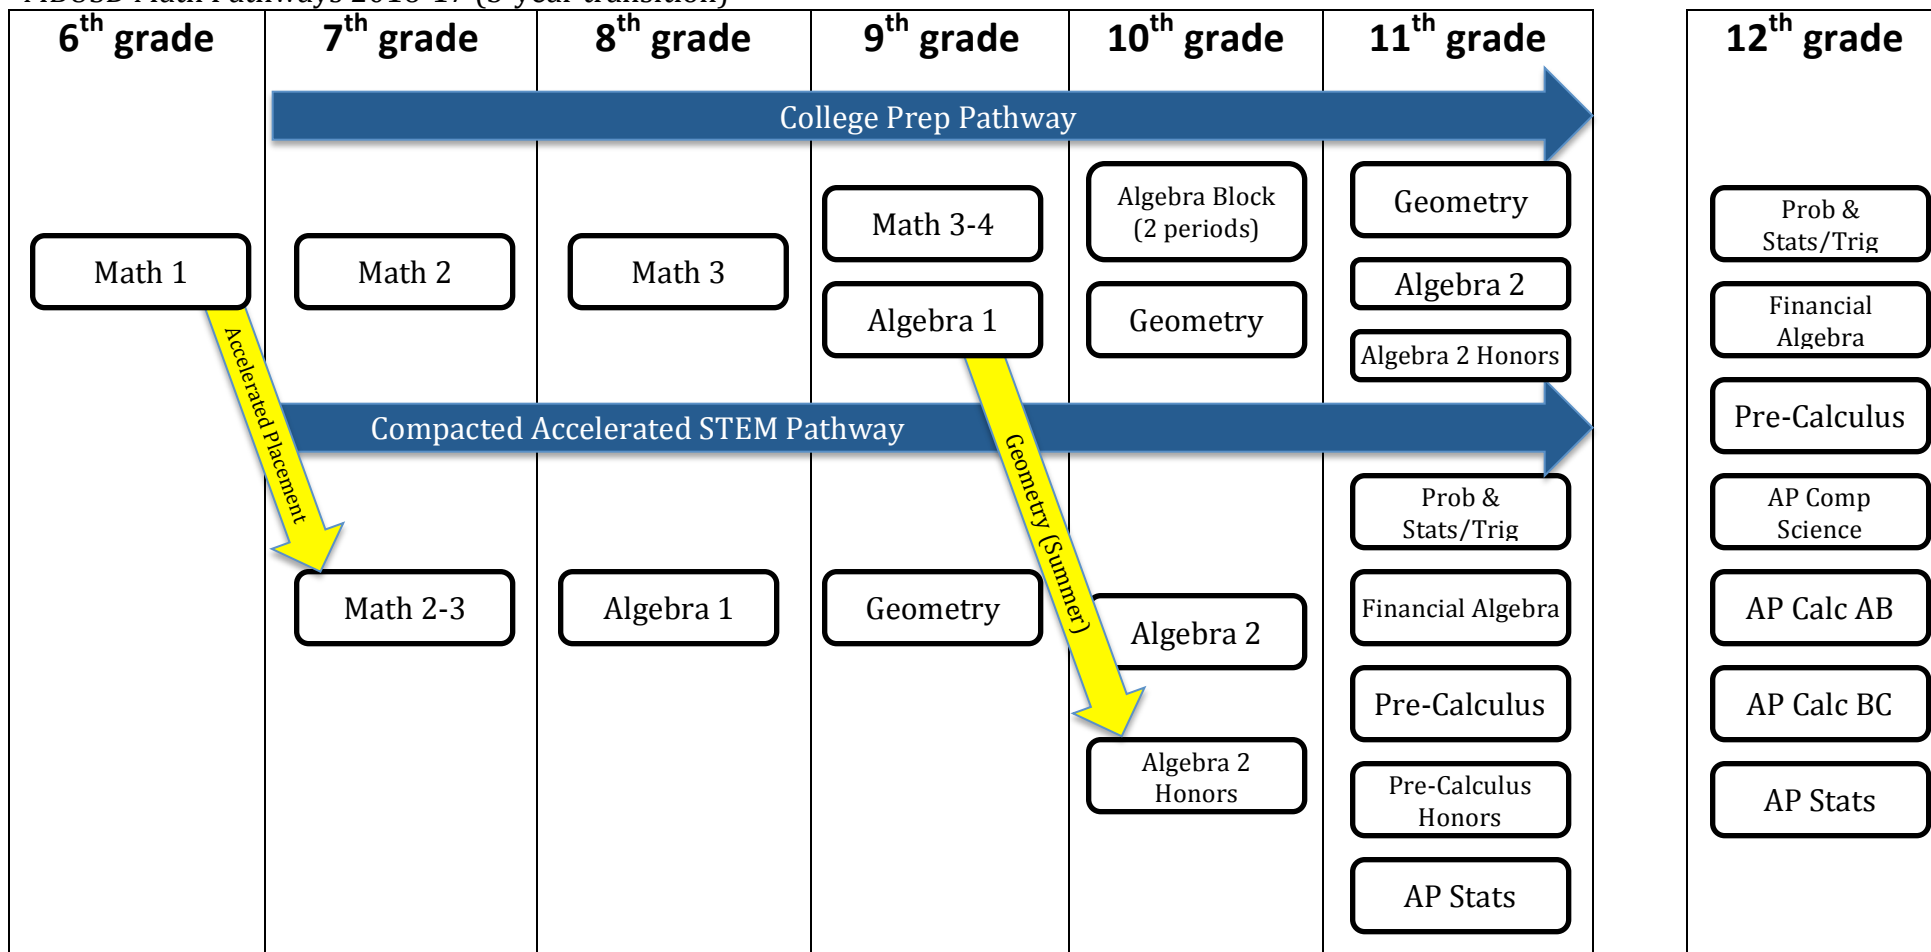 6th grade
7th grade
8th grade
9th grade
10th grade
11th grade
12th grade
College Prep Pathway
Math 1
Math 2
Math 3
Math 3-4
Algebra 1
Algebra Block
(2 periods)
Geometry
Geometry
Algebra 2
Algebra 2 Honors
Accelerated Placement
Compacted Accelerated STEM Pathway
Geometry (Summer)
Math 2-3
Algebra 1
Geometry
Algebra 2
Algebra 2
Honors
Prob &
Stats/Trig
Financial Algebra
Pre-Calculus
Pre-Calculus
Honors
AP Stats
Prob &
Stats/Trig
Financial
Algebra
Pre-Calculus
AP Comp
Science
AP Calc AB
AP Calc BC
AP Stats